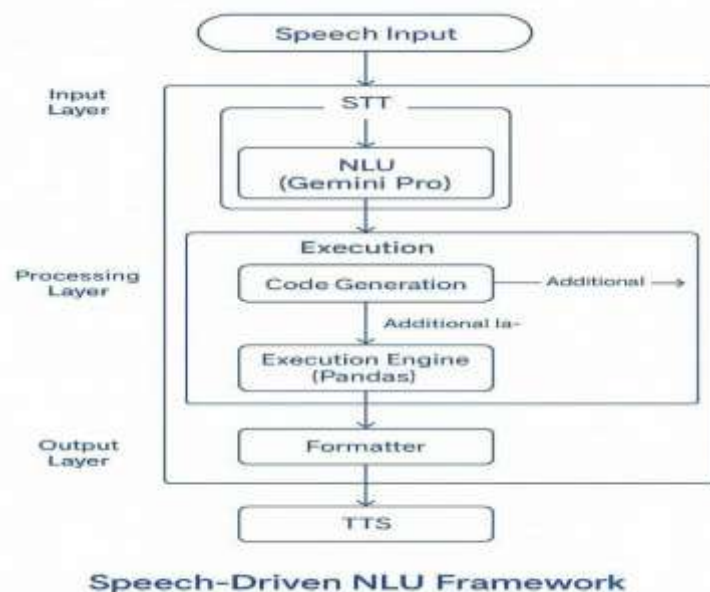 Speech Input
Input
Layer
STT
NLU
(Gemini Pro)
Execution
Processing
Layer
Code Generation
Additional
Additional la-
Execution Engine
(Pandas)
Output
Layer
Formatter
TTS
Speech-Driven NLU Framework